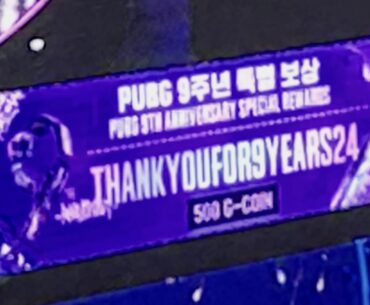 PUBG 9주년 특별 보상
PUBG 9TH ANNIVERSARY SPECIAL REWARDS
THANKYOUFOR9YEARS24
500 G-COIN